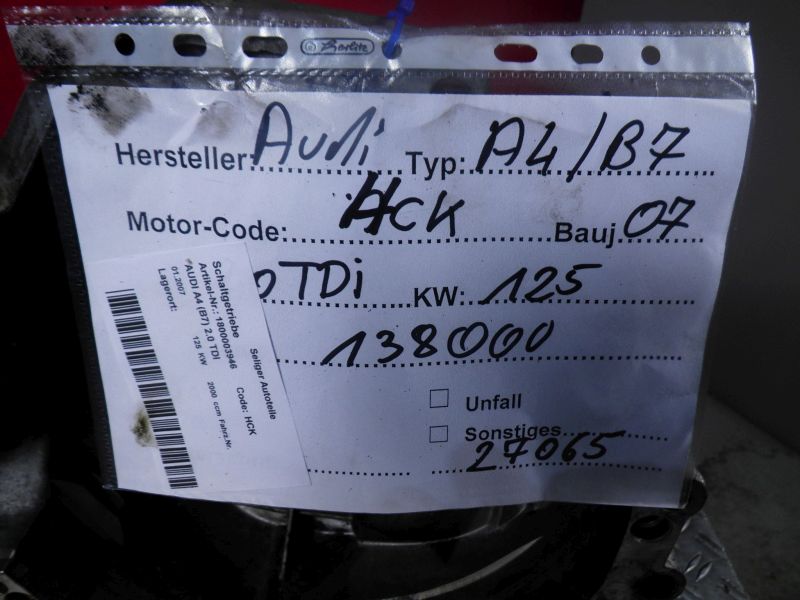 Herlitz
Hersteller: Audi Typ: A4/B7
Motor-Code: HCK Bauj. 07
0TDi KW: 125
138000
Unfall
Sonstiges
27065
Seliger Autoteile
Schaltgetriebe Code: HCK
Artikel-Nr.: 1800003946
*AUDI A4 (B7) 2.0 TDI
125 KW 2000 ccm Fahrz.Nr.
01.2007
Lagerort: